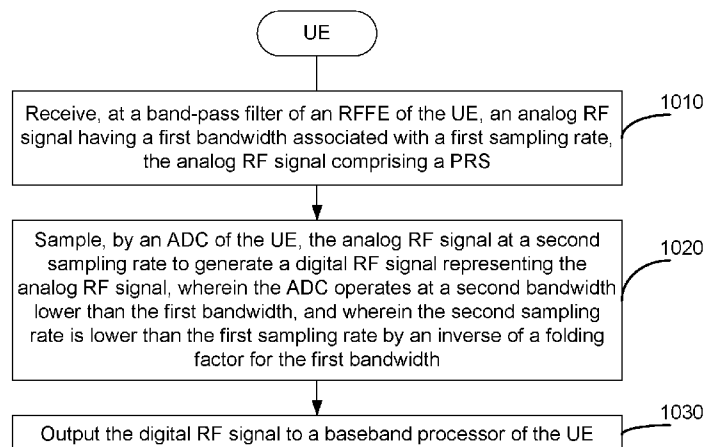 UE
1010
Receive, at a band-pass filter of an RFFE of the UE, an analog RF
signal having a first bandwidth associated with a first sampling rate,
the analog RF signal comprising a PRS
1020
Sample, by an ADC of the UE, the analog RF signal at a second
sampling rate to generate a digital RF signal representing the
analog RF signal, wherein the ADC operates at a second bandwidth
lower than the first bandwidth, and wherein the second sampling
rate is lower than the first sampling rate by an inverse of a folding
factor for the first bandwidth
1030
Output the digital RF signal to a baseband processor of the UE